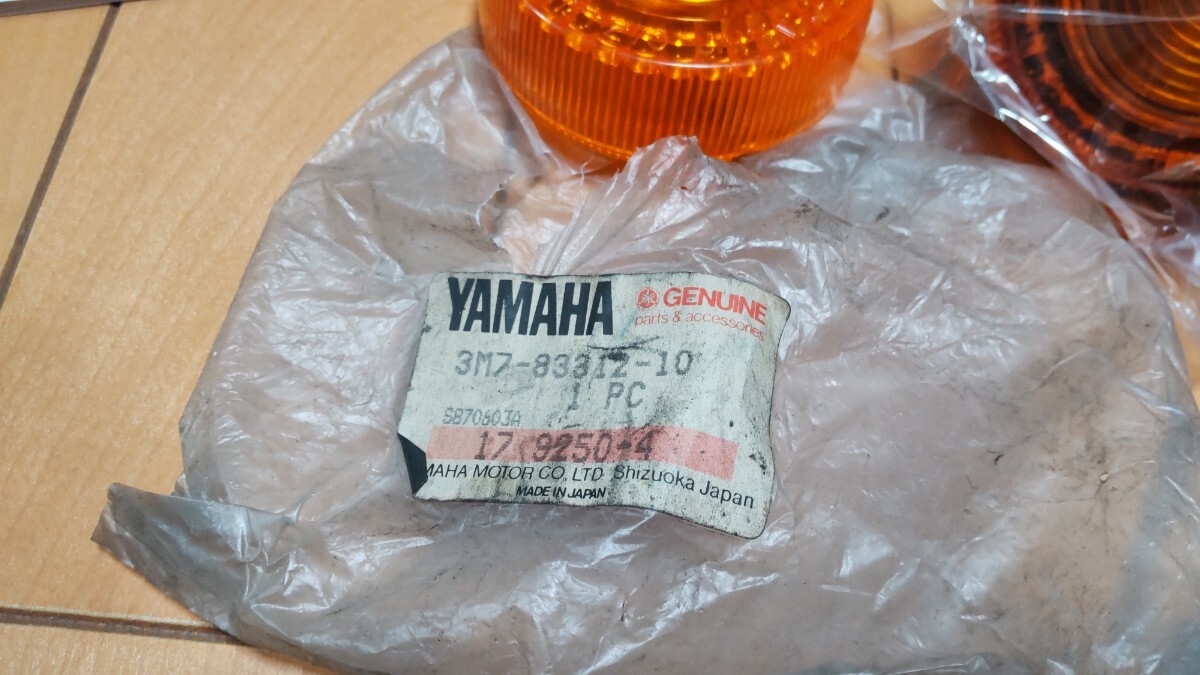 YAMAHA GENUINE
parts & accessories
3M7-83312-10
1 PC
S870603A
17 9250-4
MAHA MOTOR CO., LTD. Shizuoka Japan
MADE IN JAPAN